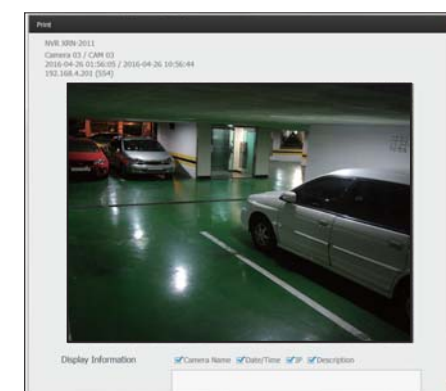 Print
NVR XRN-2011
Camera 03 / CAM 03
2016-04-26 01:56:05 / 2016-04-26 10:56:44
192.168.4.201 (554)
Display Information
Camera Name Date/Time IP Description